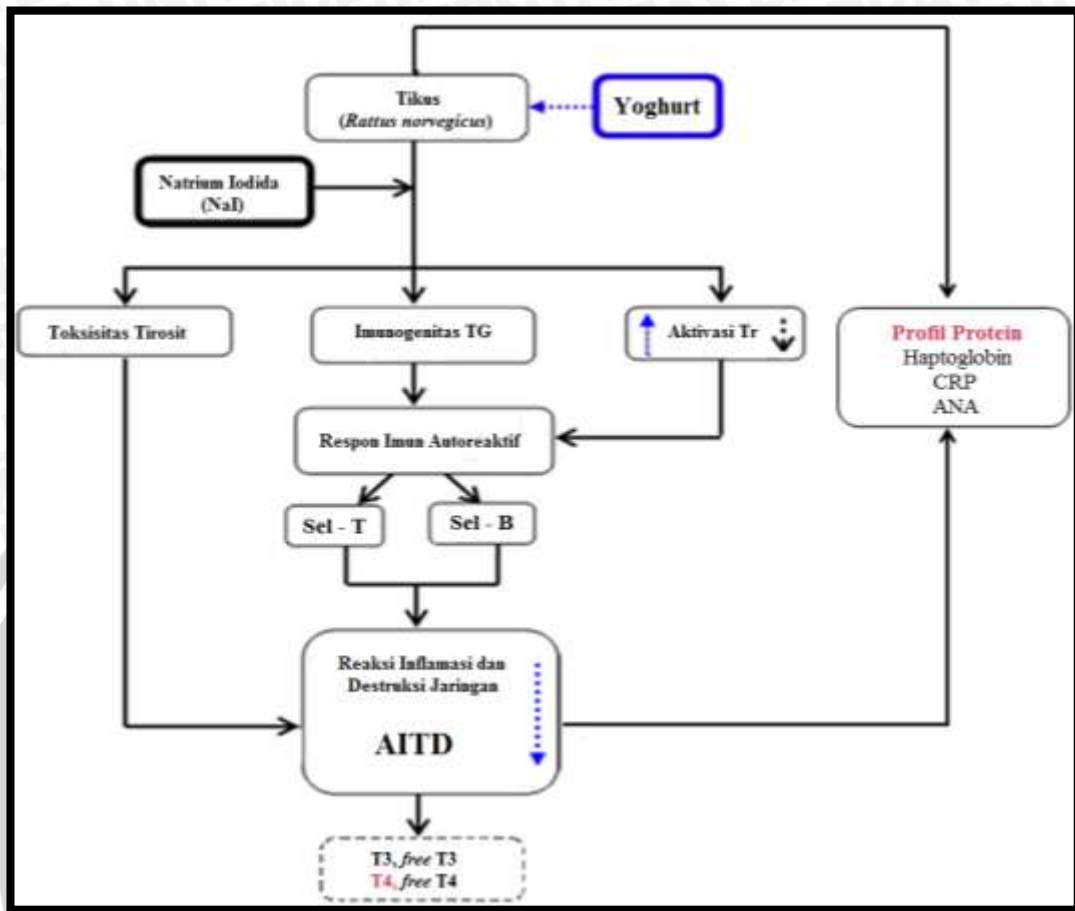 Tikus
(Rattus norvegicus)
Yoghurt
Natrium Iodida
(NaI)
Toksisitas Tirosit
Imunogenitas TG
Aktivasi Tr
Profil Protein
Haptoglobin
CRP
ANA
Respon Imun Autoreaktif
Sel - T
Sel - B
Reaksi Inflamasi dan
Destruksi Jaringan
AITD
T3, free T3
T4, free T4